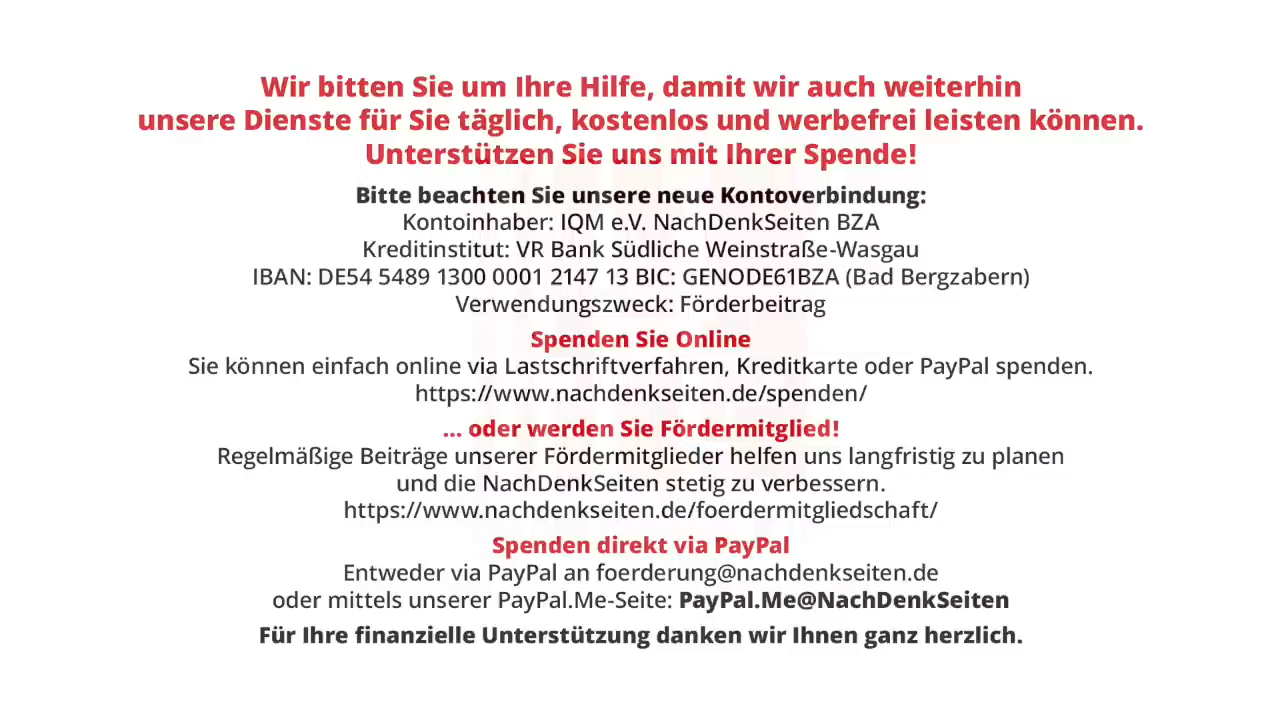 Wir bitten Sie um Ihre Hilfe, damit wir auch weiterhin
unsere Dienste für Sie täglich, kostenlos und werbefrei leisten können.
Unterstützen Sie uns mit Ihrer Spende!
Bitte beachten Sie unsere neue Kontoverbindung:
Kontoinhaber: IQM e.V. NachDenkSeiten BZA
Kreditinstitut: VR Bank Südliche Weinstraße-Wasgau
IBAN: DE54 5489 1300 0001 2147 13 BIC: GENODE61BZA (Bad Bergzabern)
Verwendungszweck: Förderbeitrag
Spenden Sie Online
Sie können einfach online via Lastschriftverfahren, Kreditkarte oder PayPal spenden.
https://www.nachdenkseiten.de/spenden/
... oder werden Sie Fördermitglied!
Regelmäßige Beiträge unserer Fördermitglieder helfen uns langfristig zu planen
und die NachDenkSeiten stetig zu verbessern.
https://www.nachdenkseiten.de/foerdermitgliedschaft/
Spenden direkt via PayPal
Entweder via PayPal an foerderung@nachdenkseiten.de
oder mittels unserer PayPal.Me-Seite: PayPal.Me@NachDenkSeiten
Für Ihre finanzielle Unterstützung danken wir Ihnen ganz herzlich.